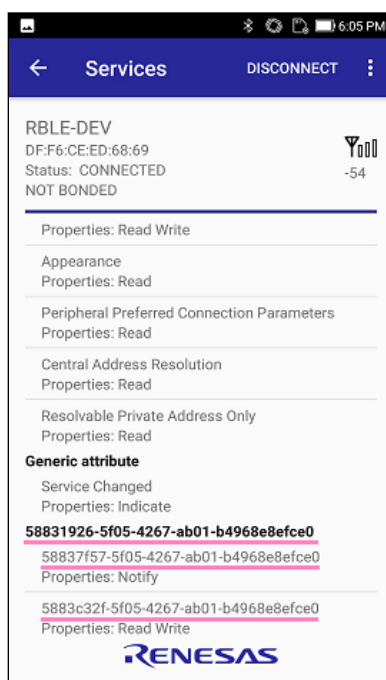 6:05 PM
Services
DISCONNECT
RBLE-DEV
DF:F6:CE:ED:68:69
Status: CONNECTED
-54
NOT BONDED
Properties: Read Write
Appearance
Properties: Read
Peripheral Preferred Connection Parameters
Properties: Read
Central Address Resolution
Properties: Read
Resolvable Private Address Only
Properties: Read
Generic attribute
Service Changed
Properties: Indicate
58831926-5f05-4267-ab01-b4968e8efce0
58837f57-5f05-4267-ab01-b4968e8efce0
Properties: Notify
5883c32f-5f05-4267-ab01-b4968e8efce0
Properties: Read Write
RENESAS